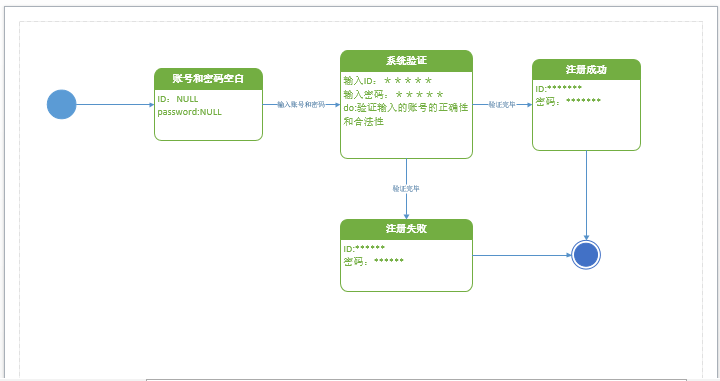 账号和密码空白
ID：NULL
password:NULL
输入账号和密码
系统验证
输入ID：＊＊＊＊＊
输入密码：＊＊＊＊＊
do:验证输入的账号的正确性
和合法性
验证完毕
注册成功
ID:*******
密码：*******
验证完毕
注册失败
ID:******
密码：******